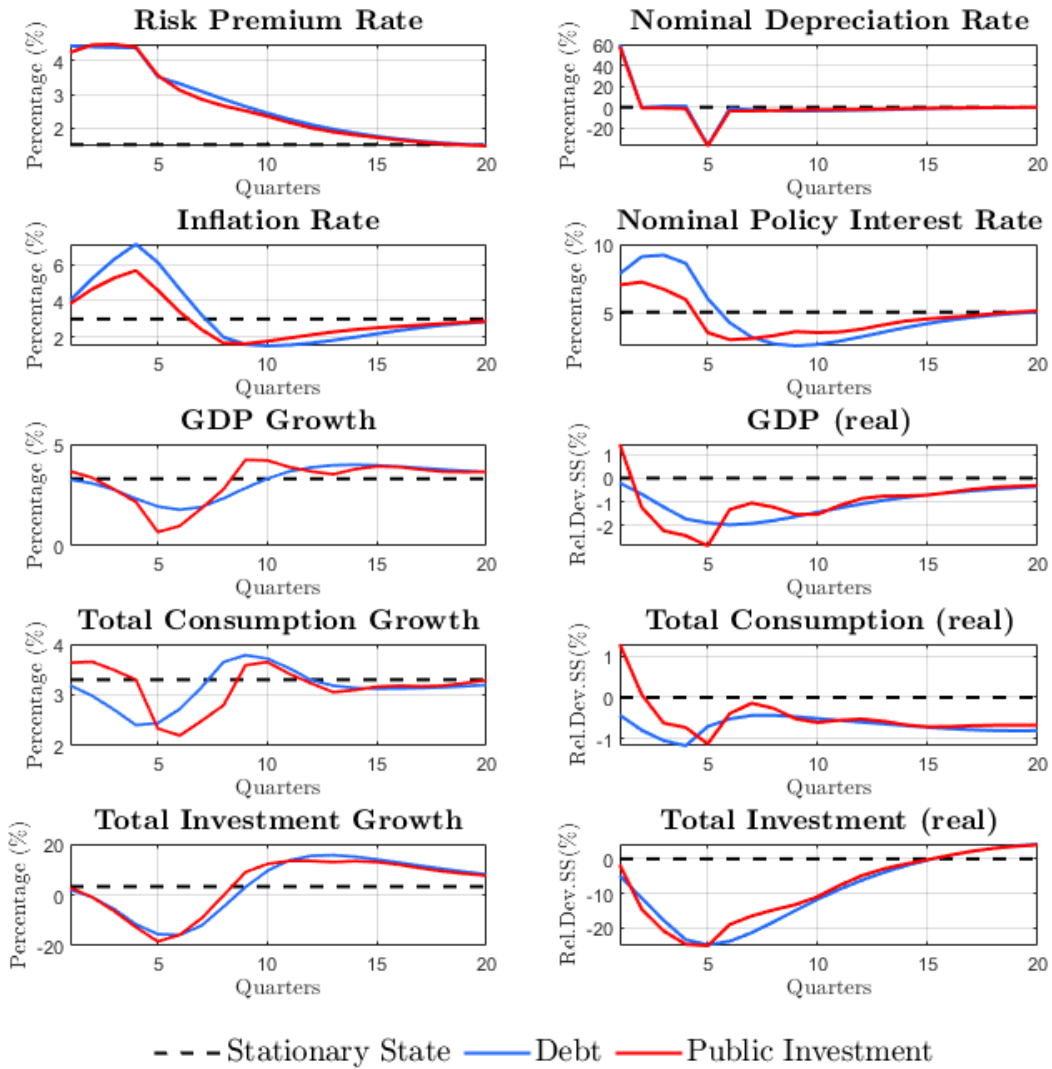 Risk Premium Rate
Percentage (%)
4
3
2
5
10
15
20
Quarters
Nominal Depreciation Rate
Percentage (%)
60
40
20
0
-20
5
10
15
20
Quarters
Inflation Rate
Percentage (%)
6
4
2
5
10
15
20
Quarters
Nominal Policy Interest Rate
Percentage (%)
10
5
5
10
15
20
Quarters
GDP Growth
Percentage (%)
5
0
5
10
15
20
Quarters
GDP (real)
Rel.Dev.SS(%)
1
0
-1
-2
5
10
15
20
Quarters
Total Consumption Growth
Percentage (%)
4
3
2
5
10
15
20
Quarters
Total Consumption (real)
Rel.Dev.SS(%)
1
0
-1
5
10
15
20
Quarters
Total Investment Growth
Percentage (%)
20
0
-20
5
10
15
20
Quarters
Total Investment (real)
Rel.Dev.SS(%)
0
-10
-20
5
10
15
20
Quarters
Stationary State
Debt
Public Investment